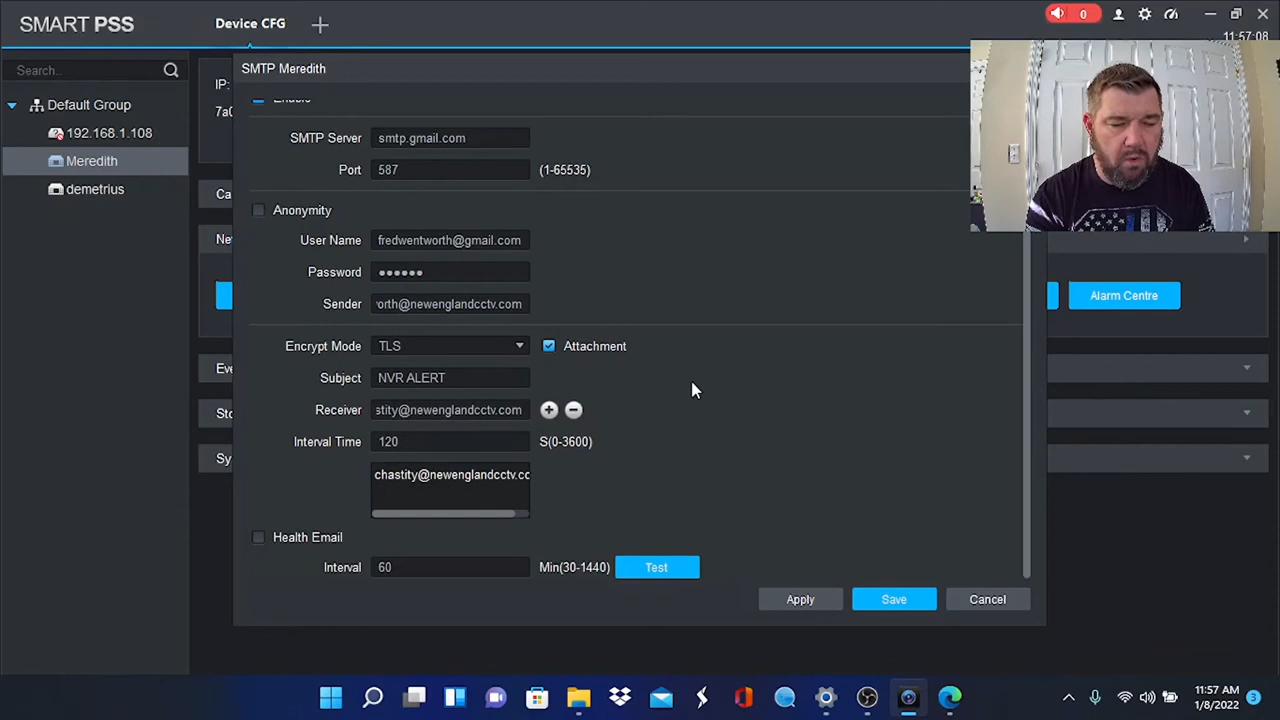 SMART PSS
Device CFG
0
11:57:08
Search..
SMTP Meredith
IP:
Default Group
Enable
7a0
192.168.1.108
SMTP Server smtp.gmail.com
Meredith
Port 587 (1-65535)
demetrius
Ca
Anonymity
Ne
User Name fredwentworth@gmail.com
Password ●●●●●●
Sender orth@newenglandcctv.com
Alarm Centre
Encrypt Mode TLS Attachment
Eve
Subject NVR ALERT
Receiver stity@newenglandcctv.com
Sto
Interval Time 120 S(0-3600)
Sy
chastity@newenglandcctv.co
Health Email
Interval 60 Min(30-1440) Test
Apply Save Cancel
11:57 AM
1/8/2022
3